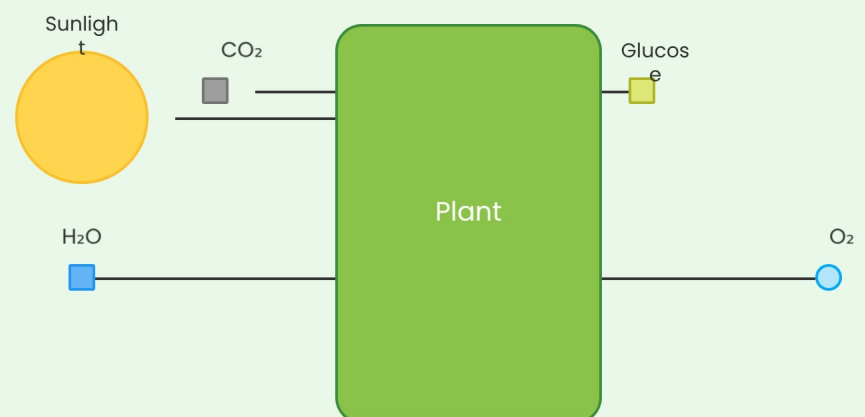 Sunligh
t
CO₂
Glucos
e
Plant
H₂O
O₂